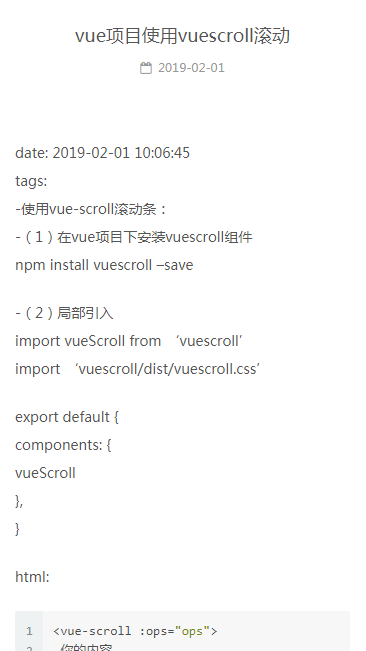 vue项目使用vuescroll滚动
2019-02-01
date: 2019-02-01 10:06:45
tags:
-使用vue-scroll滚动条：
-（1）在vue项目下安装vuescroll组件
npm install vuescroll –save
-（2）局部引入
import vueScroll from ‘vuescroll’
import ‘vuescroll/dist/vuescroll.css’
export default {
components: {
vueScroll
},
}
html:
1 <vue-scroll :ops="ops">
2 你的内容